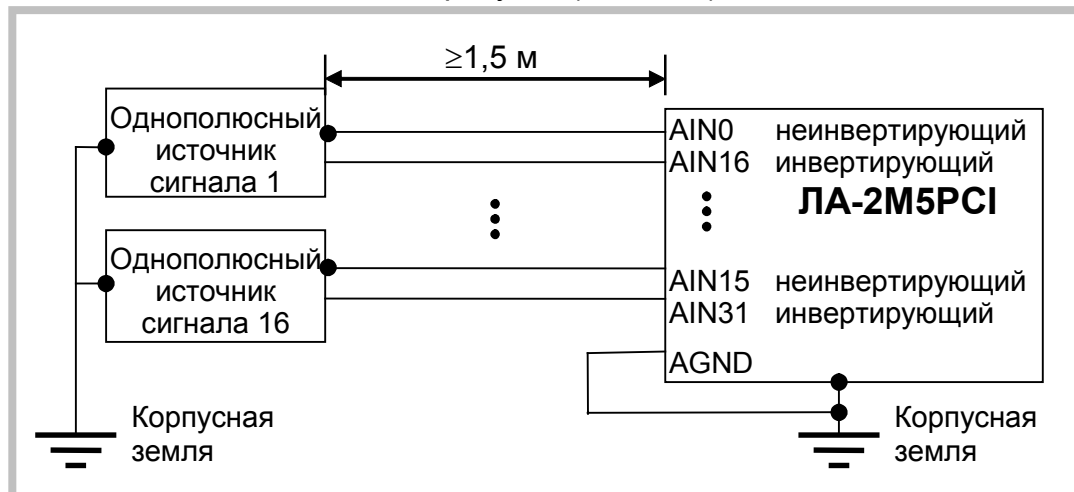 ≥1,5 м
Однополюсный
источник
сигнала 1
AIN0 неинвертирующий
AIN16 инвертирующий
ЛА-2М5PCI
Однополюсный
источник
сигнала 16
AIN15 неинвертирующий
AIN31 инвертирующий
AGND
Корпусная
земля
Корпусная
земля